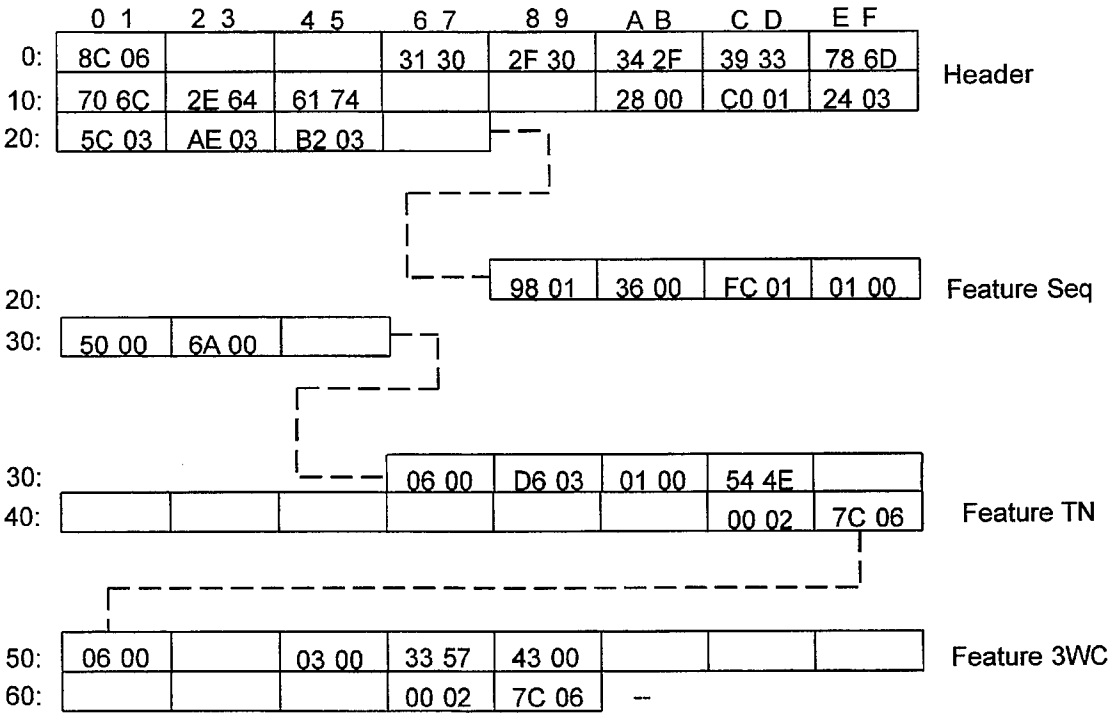 0 1 2 3 4 5 6 7 8 9 A B C D E F
0: 8C 06 31 30 2F 30 34 2F 39 33 78 6D
Header
10: 70 6C 2E 64 61 74 28 00 C0 01 24 03
20: 5C 03 AE 03 B2 03
98 01 36 00 FC 01 01 00 Feature Seq
20:
30: 50 00 6A 00
30: 06 00 D6 03 01 00 54 4E
40: 00 02 7C 06 Feature TN
50: 06 00 03 00 33 57 43 00 Feature 3WC
60: 00 02 7C 06 --